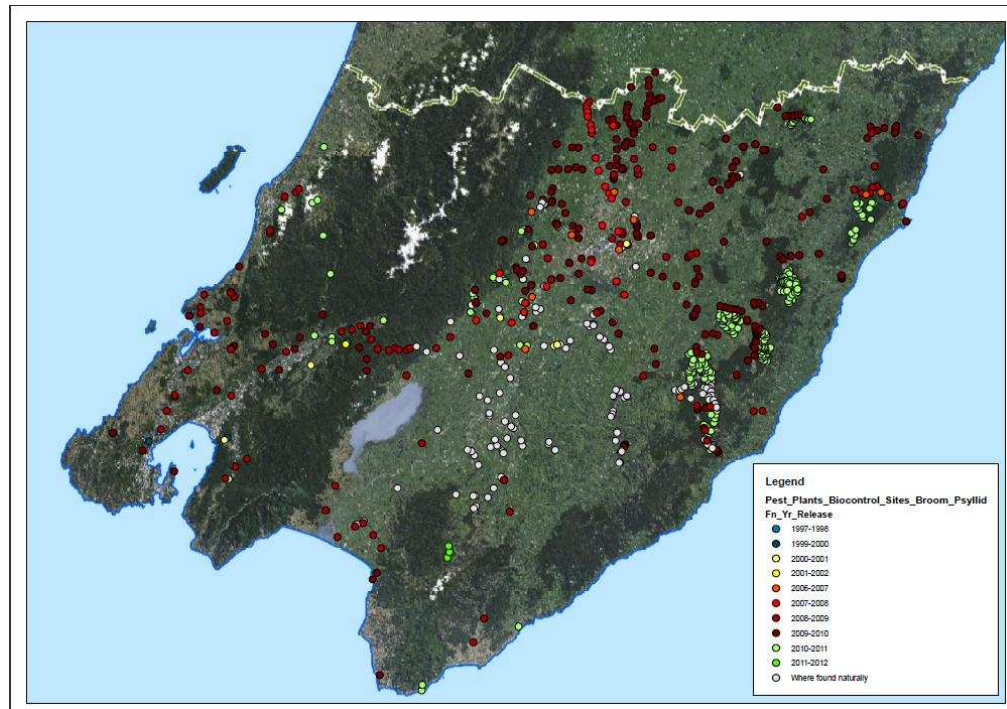 Legend
Pest_Plants_Biocontrol_Sites_Broom_Psyllid
Fn_Yr_Release
1997-1998
1999-2000
2000-2001
2001-2002
2006-2007
2007-2008
2008-2009
2009-2010
2010-2011
2011-2012
Where found naturally